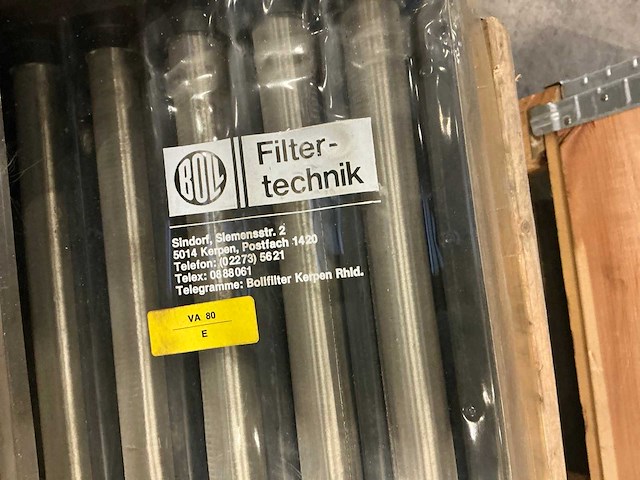 BOLL
Filter-
technik
Sindorf, Siemensstr. 2
5014 Kerpen, Postfach 1420
Telefon: (02273) 5621
Telex: 0888061
Telegramme: Bollfilter Kerpen Rhld.
VA 80
E